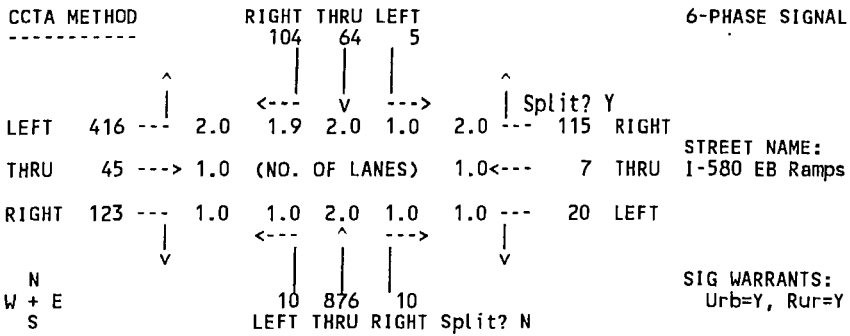 CCTA METHOD RIGHT THRU LEFT 6-PHASE SIGNAL
----------- 104 64 5
^ | | | ^
| <--- v ---> | Split? Y
LEFT 416 --- 2.0 1.9 2.0 1.0 2.0 --- 115 RIGHT
STREET NAME:
THRU 45 ---> 1.0 (NO. OF LANES) 1.0<--- 7 THRU I-580 EB Ramps
RIGHT 123 --- 1.0 1.0 2.0 1.0 1.0 --- 20 LEFT
| <--- ^ ---> |
v | | | v
N SIG WARRANTS:
W + E 10 876 10 Urb=Y, Rur=Y
S LEFT THRU RIGHT Split? N